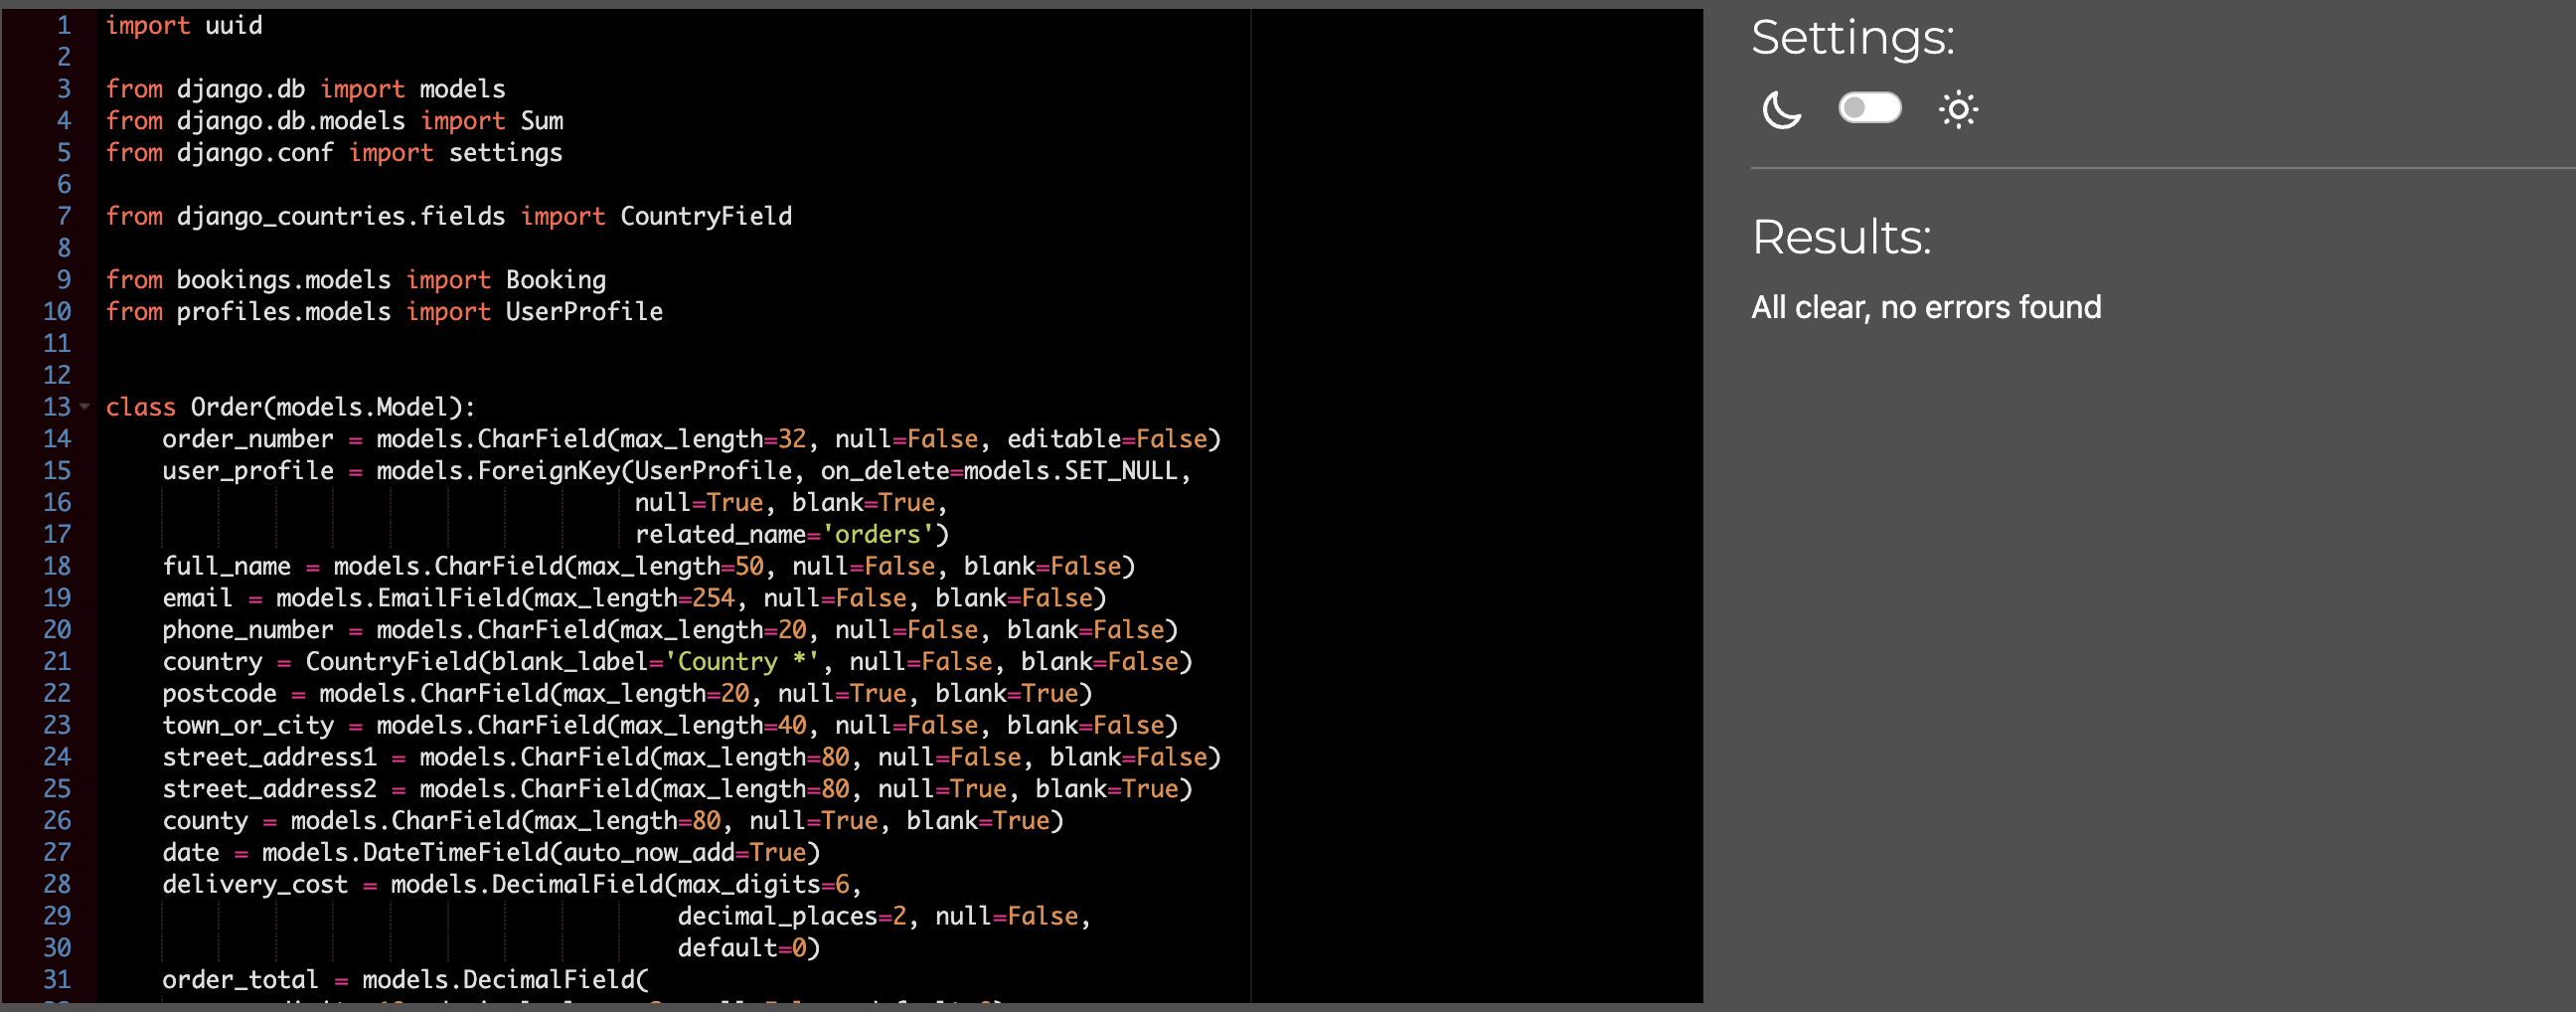 1 import uuid
2
3 from django.db import models
4 from django.db.models import Sum
5 from django.conf import settings
6
7 from django_countries.fields import CountryField
8
9 from bookings.models import Booking
10 from profiles.models import UserProfile
11
12
13 class Order(models.Model):
14 order_number = models.CharField(max_length=32, null=False, editable=False)
15 user_profile = models.ForeignKey(UserProfile, on_delete=models.SET_NULL,
16 null=True, blank=True,
17 related_name='orders')
18 full_name = models.CharField(max_length=50, null=False, blank=False)
19 email = models.EmailField(max_length=254, null=False, blank=False)
20 phone_number = models.CharField(max_length=20, null=False, blank=False)
21 country = CountryField(blank_label='Country *', null=False, blank=False)
22 postcode = models.CharField(max_length=20, null=True, blank=True)
23 town_or_city = models.CharField(max_length=40, null=False, blank=False)
24 street_address1 = models.CharField(max_length=80, null=False, blank=False)
25 street_address2 = models.CharField(max_length=80, null=True, blank=True)
26 county = models.CharField(max_length=80, null=True, blank=True)
27 date = models.DateTimeField(auto_now_add=True)
28 delivery_cost = models.DecimalField(max_digits=6,
29 decimal_places=2, null=False,
30 default=0)
31 order_total = models.DecimalField(
Settings:
Results:
All clear, no errors found